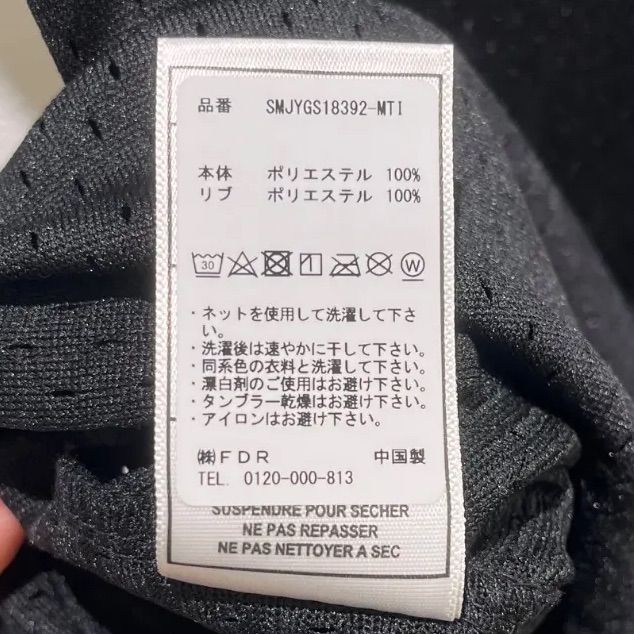 品番 SMJYGS18392-MTI
本体 ポリエステル 100%
リブ ポリエステル 100%
30 W
・ネットを使用して洗濯して下さ
い。
・洗濯後は速やかに干して下さい。
・同系色の衣料と洗濯して下さい。
・漂白剤のご使用はお避け下さい。
・タンブラー乾燥はお避け下さい。
・アイロンはお避け下さい。
㈱FDR 中国製
TEL. 0120-000-813
SUSPENDRE POUR SECHER
NE PAS REPASSER
NE PAS NETTOYER A SEC